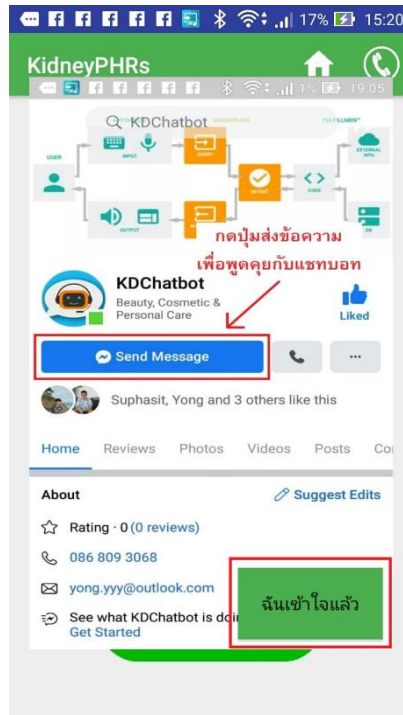 17% 15:20
KidneyPHRs
1% 19:05
KDChatbot
FULFILLMENT*
USER
INPUT
QUERY
EXTERNAL
APIs
INTENT
CODE
OUTPUT
DB
กดปุ่มส่งข้อความ
เพื่อพูดคุยกับแชทบอท
KDChatbot
Beauty, Cosmetic &
Personal Care
Liked
Send Message
Suphasit, Yong and 3 others like this
Home Reviews Photos Videos Posts Co
About Suggest Edits
Rating · 0 (0 reviews)
086 809 3068
yong.yyy@outlook.com
ฉันเข้าใจแล้ว
See what KDChatbot is doi
Get Started